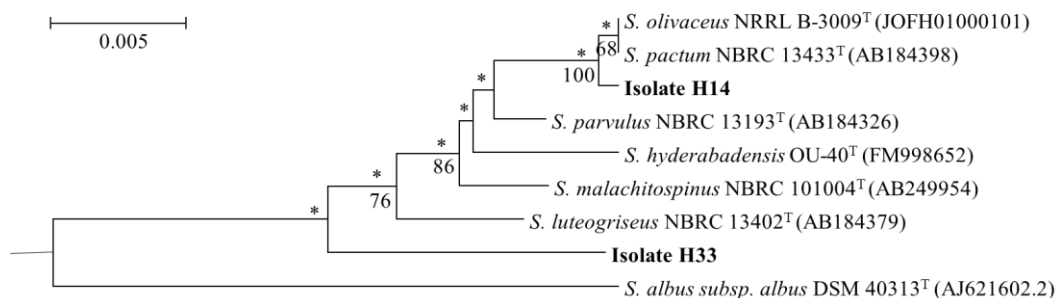 0.005
* S. olivaceus NRRL B-3009ᵀ (JOFH01000101)
* 68 S. pactum NBRC 13433ᵀ (AB184398)
100
* Isolate H14
* S. parvulus NBRC 13193ᵀ (AB184326)
* S. hyderabadensis OU-40ᵀ (FM998652)
86
* S. malachitospinus NBRC 101004ᵀ (AB249954)
76
* S. luteogriseus NBRC 13402ᵀ (AB184379)
Isolate H33
S. albus subsp. albus DSM 40313ᵀ (AJ621602.2)